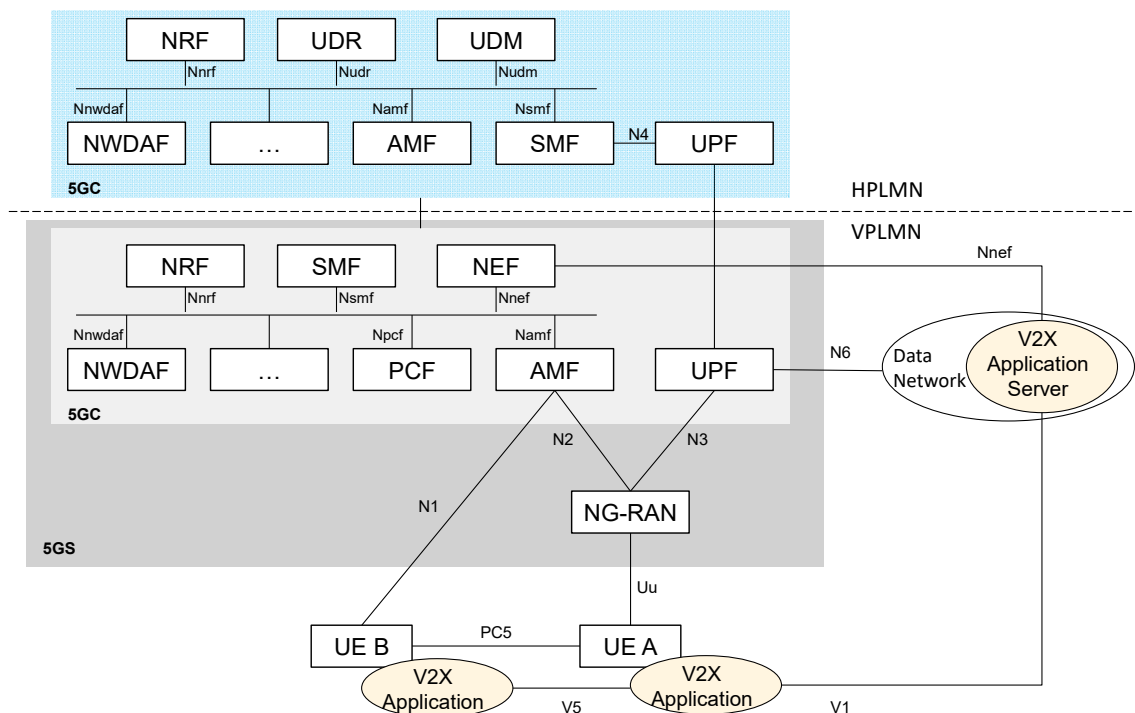 NRF
UDR
UDM
Nnrf
Nudr
Nudm
Nnwdaf
Namf
Nsmf
NWDAF
…
AMF
SMF
N4
UPF
5GC
HPLMN
VPLMN
NRF
SMF
NEF
Nnef
Nnrf
Nsmf
Nnef
Nnwdaf
Npcf
Namf
NWDAF
…
PCF
AMF
UPF
N6
Data
Network
V2X
Application
Server
5GC
N2
N3
N1
NG-RAN
5GS
Uu
UE B
PC5
UE A
V2X
Application
V5
V2X
Application
V1